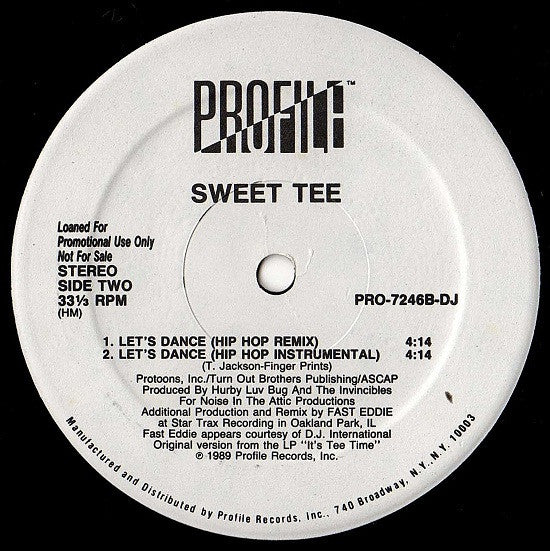 PROFILE™
SWEET TEE
Loaned For
Promotional Use Only
Not For Sale
STEREO
SIDE TWO
33⅓ RPM
(HM)
PRO-7246B-DJ
1. LET'S DANCE (HIP HOP REMIX) 4:14
2. LET'S DANCE (HIP HOP INSTRUMENTAL) 4:14
(T. Jackson-Finger Prints)
Protoons, Inc./Turn Out Brothers Publishing/ASCAP
Produced By Hurby Luv Bug And The Invincibles
For Noise In The Attic Productions
Additional Production and Remix by FAST EDDIE
at Star Trax Recording in Oakland Park, IL
Fast Eddie appears courtesy of D.J. International
Original version from the LP "It's Tee Time"
© 1989 Profile Records, Inc.
Manufactured and Distributed by Profile Records, Inc., 740 Broadway, N.Y., N.Y. 10003